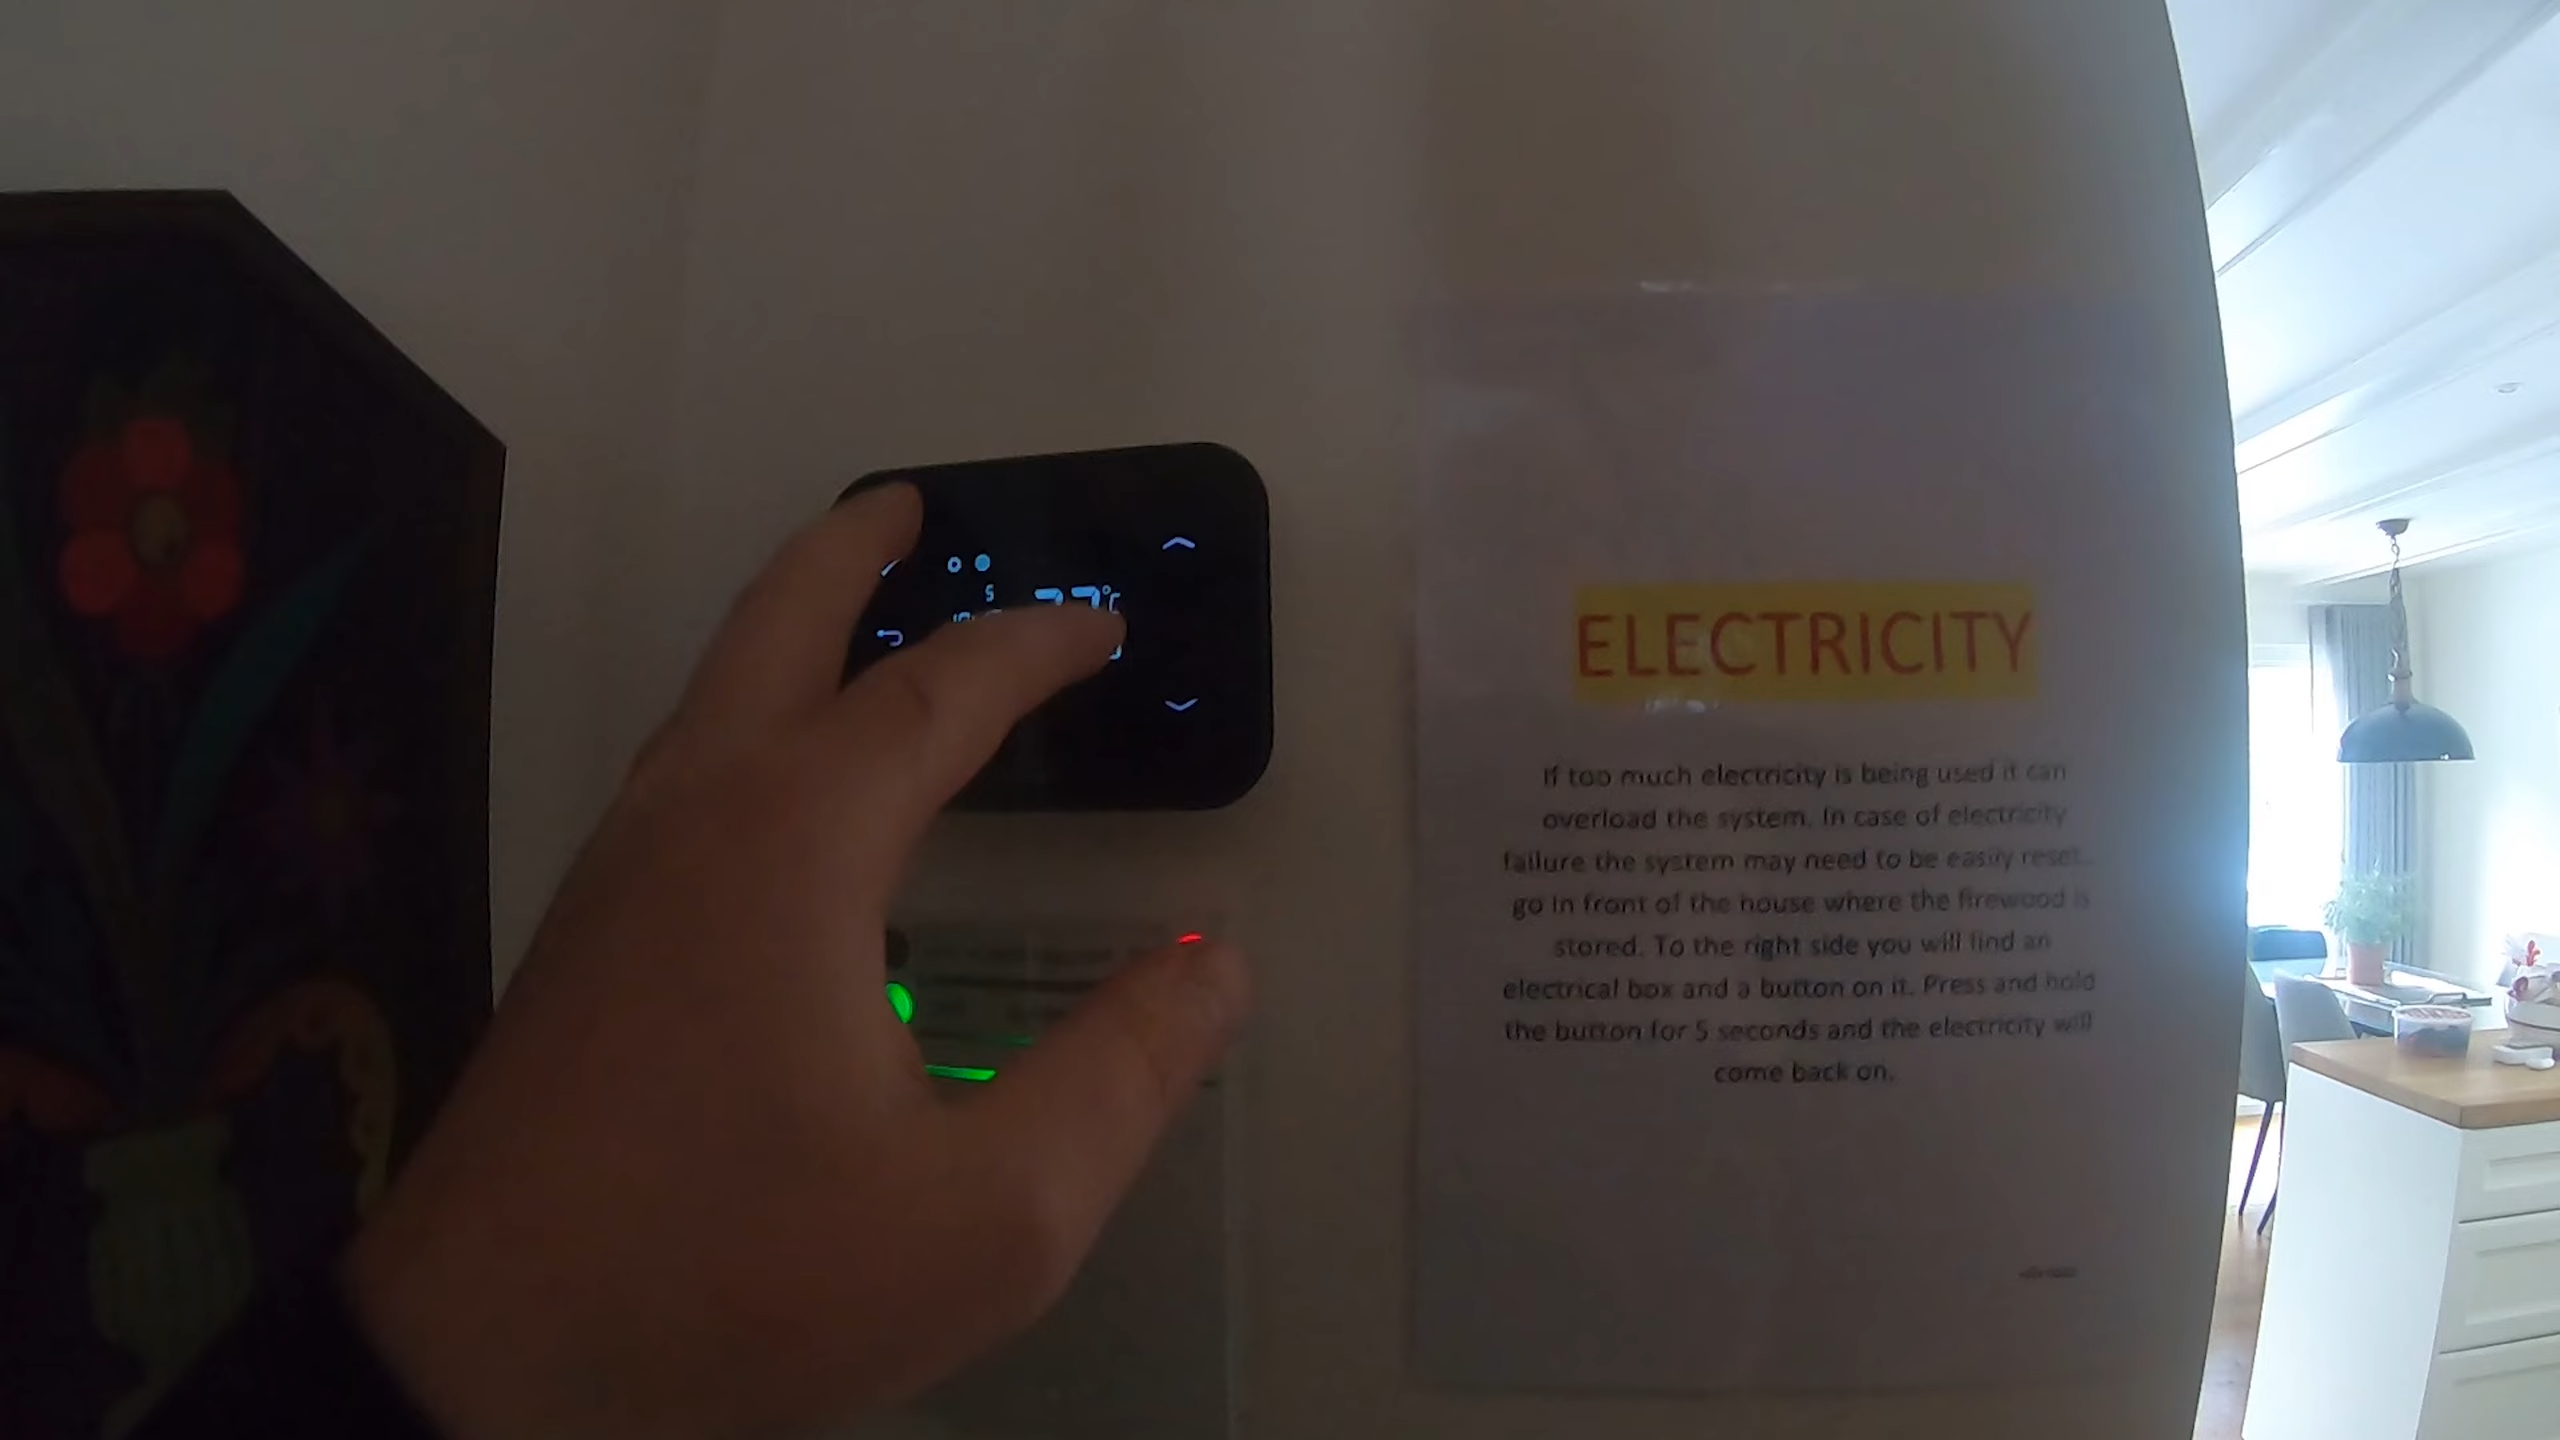 ELECTRICITY
If too much electricity is being used it can
overload the system. In case of electricity
failure the system may need to be easily reset.
go in front of the house where the firewood is
stored. To the right side you will find an
electrical box and a button on it. Press and hold
the button for 5 seconds and the electricity will
come back on.